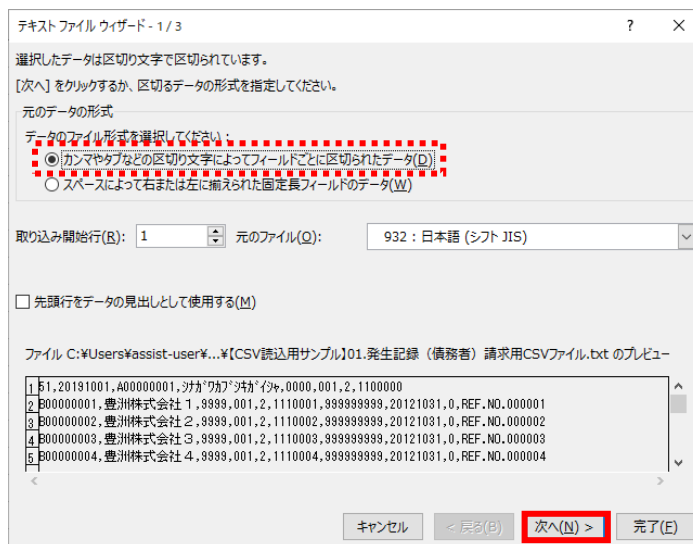 テキスト ファイル ウィザード - 1 / 3 ? ×
選択したデータは区切り文字で区切られています。
[次へ] をクリックするか、区切るデータの形式を指定してください。
元のデータの形式
データのファイル形式を選択してください:
カンマやタブなどの区切り文字によってフィールドごとに区切られたデータ(D)
スペースによって右または左に揃えられた固定長フィールドのデータ(W)
取り込み開始行(R): 1 元のファイル(O): 932 : 日本語 (シフト JIS)
先頭行をデータの見出しとして使用する(M)
ファイル C:¥Users¥assist-user¥...¥【CSV読込用サンプル】01.発生記録（債務者）請求用CSVファイル.txt のプレビュー
1 51,20191001,A00000001,ｼﾅｶﾞﾜｶﾌﾞｼｷｶﾞｲｼｬ,0000,001,2,1100000
2 B00000001,豊洲株式会社１,9999,001,2,1110001,999999999,20121031,0,REF.NO.000001
3 B00000002,豊洲株式会社２,9999,001,2,1110002,999999999,20121031,0,REF.NO.000002
4 B00000003,豊洲株式会社３,9999,001,2,1110003,999999999,20121031,0,REF.NO.000003
5 B00000004,豊洲株式会社４,9999,001,2,1110004,999999999,20121031,0,REF.NO.000004
キャンセル < 戻る(B) 次へ(N) > 完了(F)